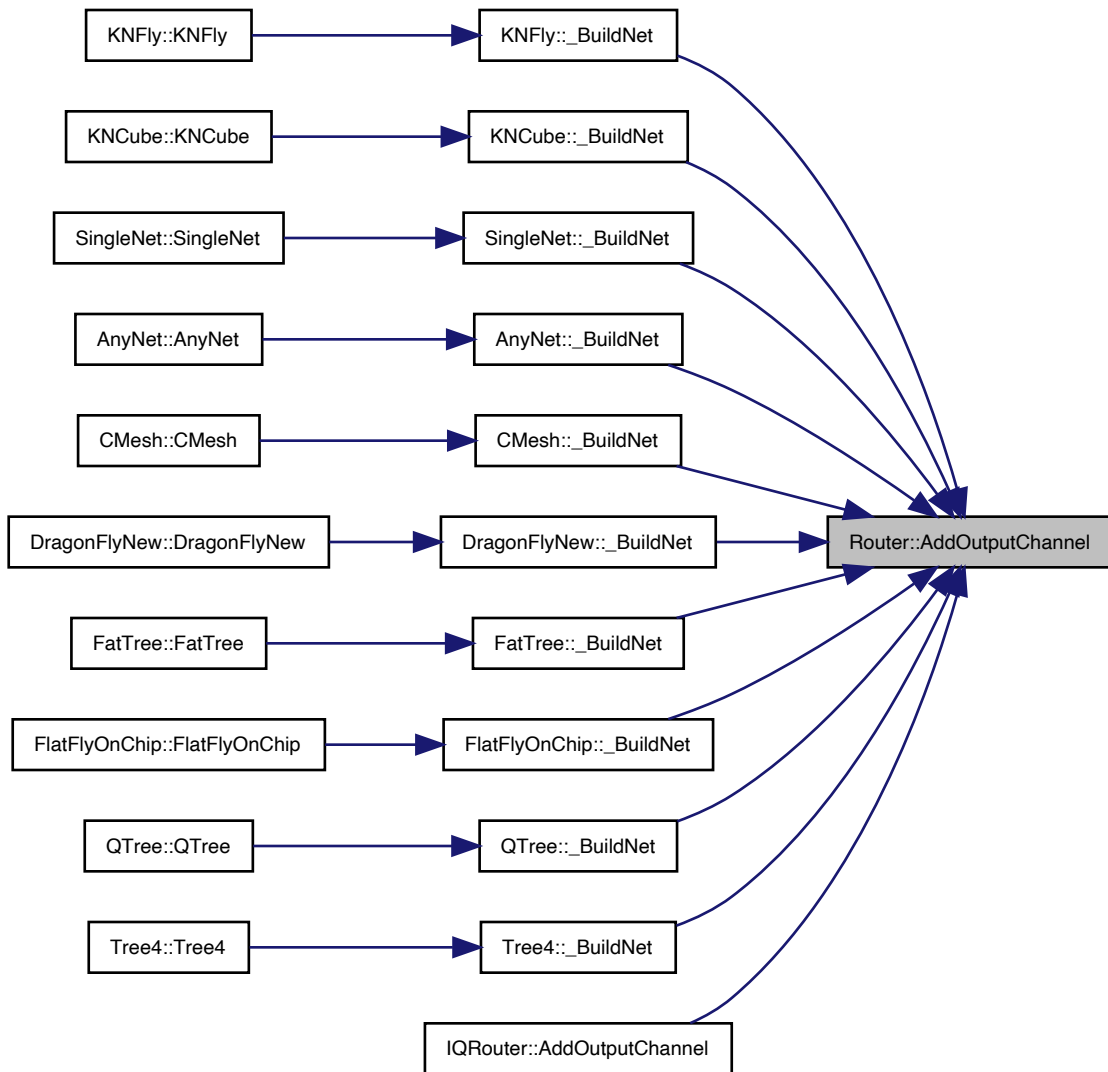 KNFly::KNFly
KNFly::_BuildNet
KNCube::KNCube
KNCube::_BuildNet
SingleNet::SingleNet
SingleNet::_BuildNet
AnyNet::AnyNet
AnyNet::_BuildNet
CMesh::CMesh
CMesh::_BuildNet
DragonFlyNew::DragonFlyNew
DragonFlyNew::_BuildNet
Router::AddOutputChannel
FatTree::FatTree
FatTree::_BuildNet
FlatFlyOnChip::FlatFlyOnChip
FlatFlyOnChip::_BuildNet
QTree::QTree
QTree::_BuildNet
Tree4::Tree4
Tree4::_BuildNet
IQRouter::AddOutputChannel